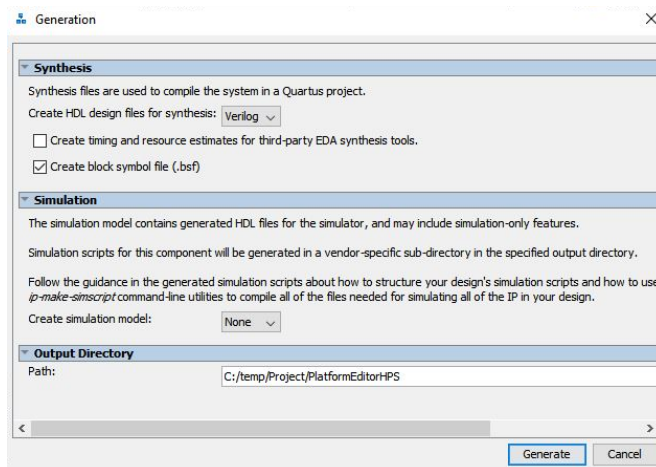 Generation
Synthesis
Synthesis files are used to compile the system in a Quartus project.
Create HDL design files for synthesis: Verilog
Create timing and resource estimates for third-party EDA synthesis tools.
Create block symbol file (.bsf)
Simulation
The simulation model contains generated HDL files for the simulator, and may include simulation-only features.
Simulation scripts for this component will be generated in a vendor-specific sub-directory in the specified output directory.
Follow the guidance in the generated simulation scripts about how to structure your design's simulation scripts and how to use
ip-make-simscript command-line utilities to compile all of the files needed for simulating all of the IP in your design.
Create simulation model: None
Output Directory
Path: C:/temp/Project/PlatformEditorHPS
Generate Cancel